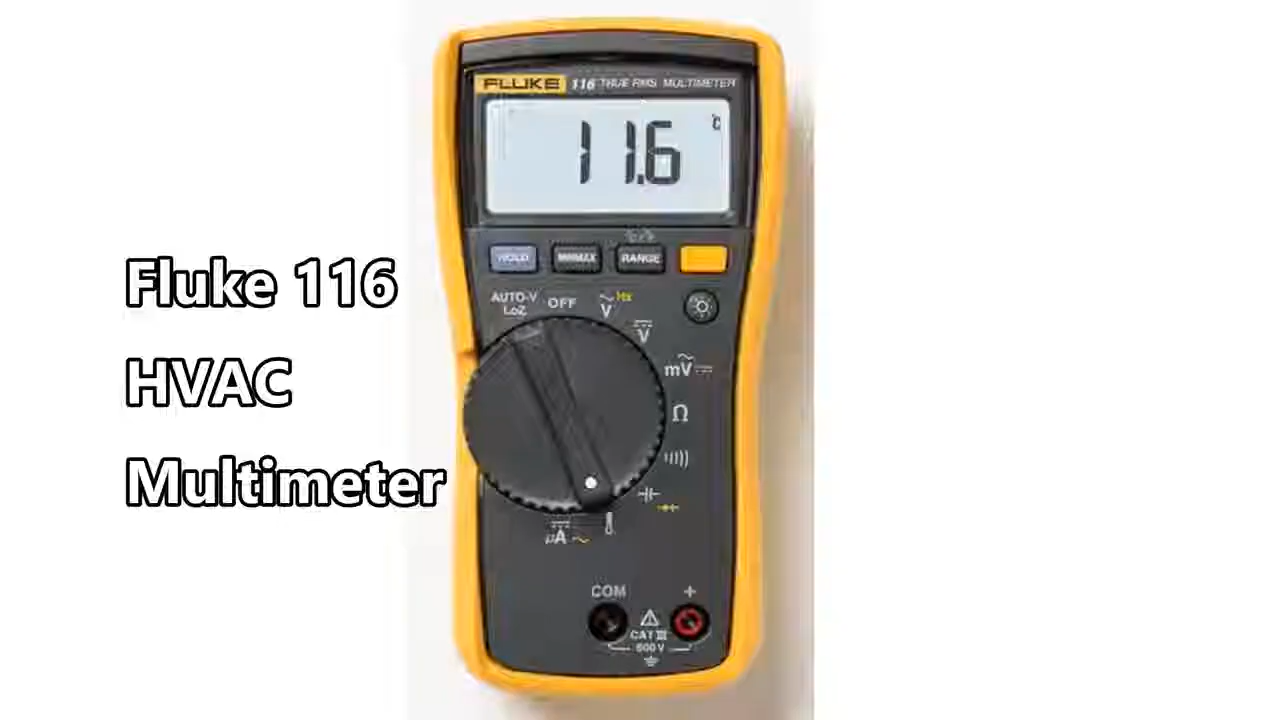 FLUKE 116 TRUE RMS MULTIMETER
11.6 °C
HOLD MIN MAX RANGE
AUTO-V LoZ OFF Ṽ Hz
V
mV
Ω
µA
COM +
CAT III
600 V
Fluke 116
HVAC
Multimeter